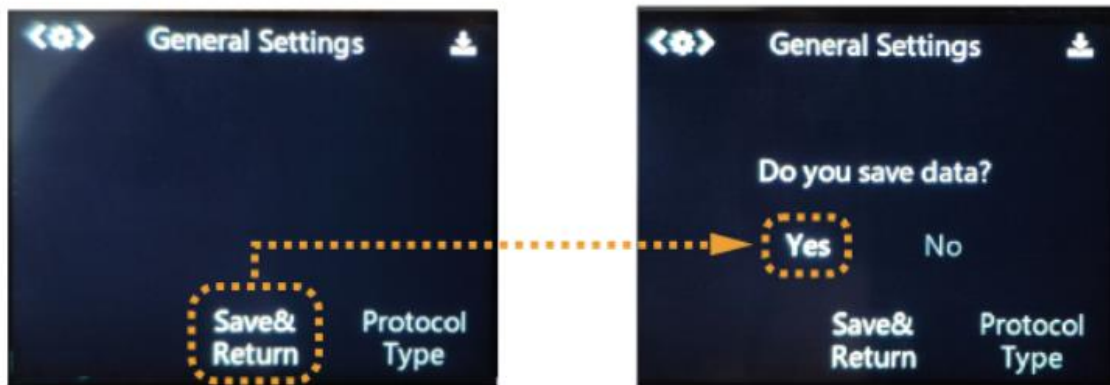 General Settings
Save&
Return
Protocol
Type
General Settings
Do you save data?
Yes
No
Save&
Return
Protocol
Type